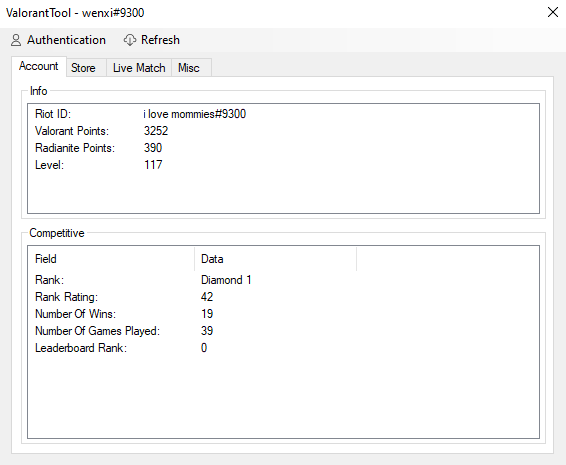 ValorantTool - wenxi#9300
Authentication Refresh
Account Store Live Match Misc
Info
Riot ID: i love mommies#9300
Valorant Points: 3252
Radianite Points: 390
Level: 117
Competitive
Field Data
Rank: Diamond 1
Rank Rating: 42
Number Of Wins: 19
Number Of Games Played: 39
Leaderboard Rank: 0